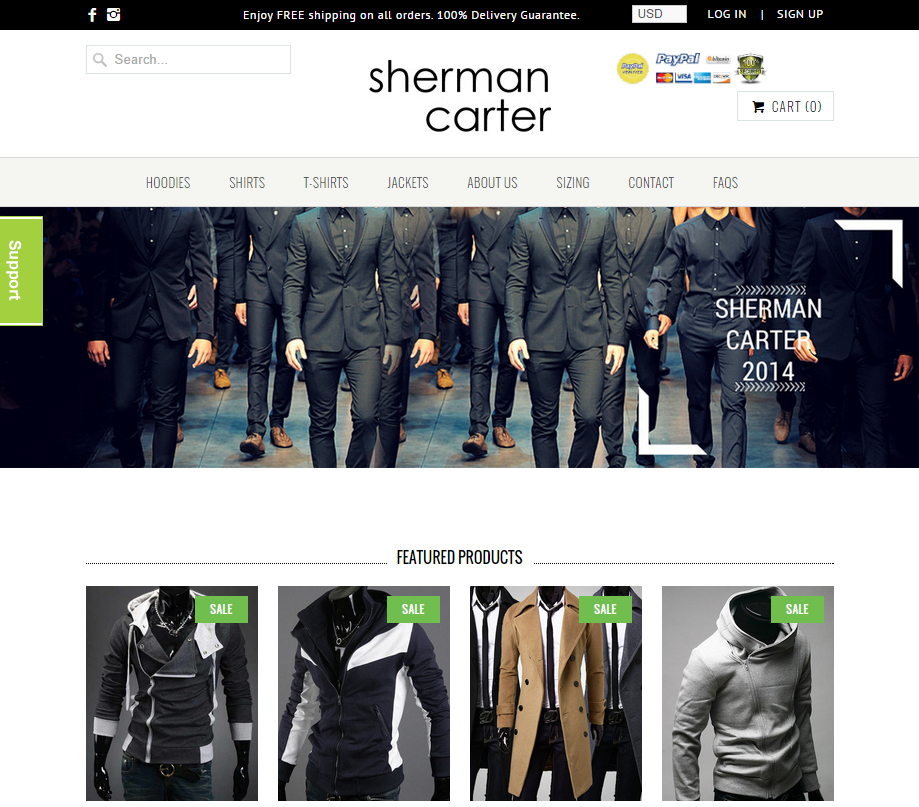 Enjoy FREE shipping on all orders. 100% Delivery Guarantee.
USD
LOG IN | SIGN UP
Search...
sherman
carter
PayPal
VISA
CART (0)
HOODIES SHIRTS T-SHIRTS JACKETS ABOUT US SIZING CONTACT FAQS
Support
SHERMAN
CARTER
2014
FEATURED PRODUCTS
SALE SALE SALE SALE